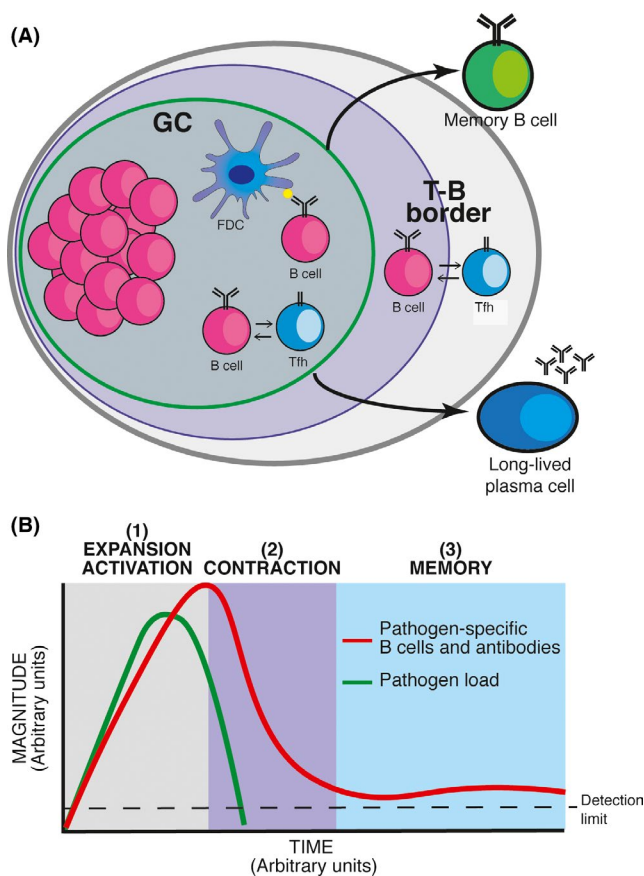 (A)
Memory B cell
GC
FDC
B cell
T-B
border
B cell
Tfh
B cell
Tfh
Long-lived
plasma cell
(B)
(1)
EXPANSION
ACTIVATION
(2)
CONTRACTION
(3)
MEMORY
MAGNITUDE
(Arbitrary units)
Pathogen-specific
B cells and antibodies
Pathogen load
Detection
limit
TIME
(Arbitrary units)